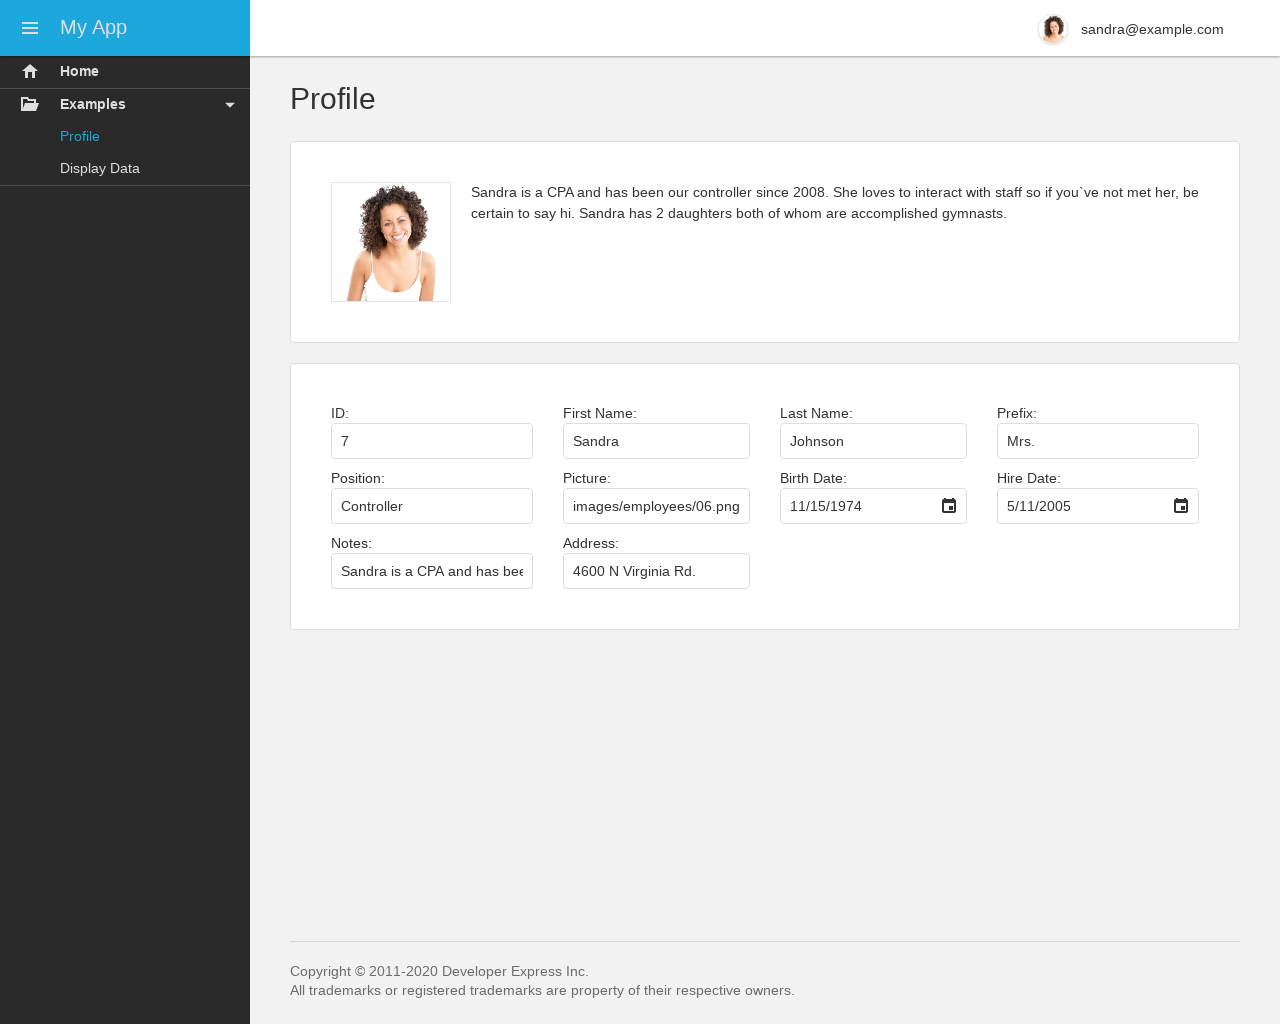 My App
sandra@example.com
Home
Examples
Profile
Display Data
Profile
Sandra is a CPA and has been our controller since 2008. She loves to interact with staff so if you`ve not met her, be
certain to say hi. Sandra has 2 daughters both of whom are accomplished gymnasts.
ID:
7
First Name:
Sandra
Last Name:
Johnson
Prefix:
Mrs.
Position:
Controller
Picture:
images/employees/06.png
Birth Date:
11/15/1974
Hire Date:
5/11/2005
Notes:
Sandra is a CPA and has bee
Address:
4600 N Virginia Rd.
Copyright © 2011-2020 Developer Express Inc.
All trademarks or registered trademarks are property of their respective owners.